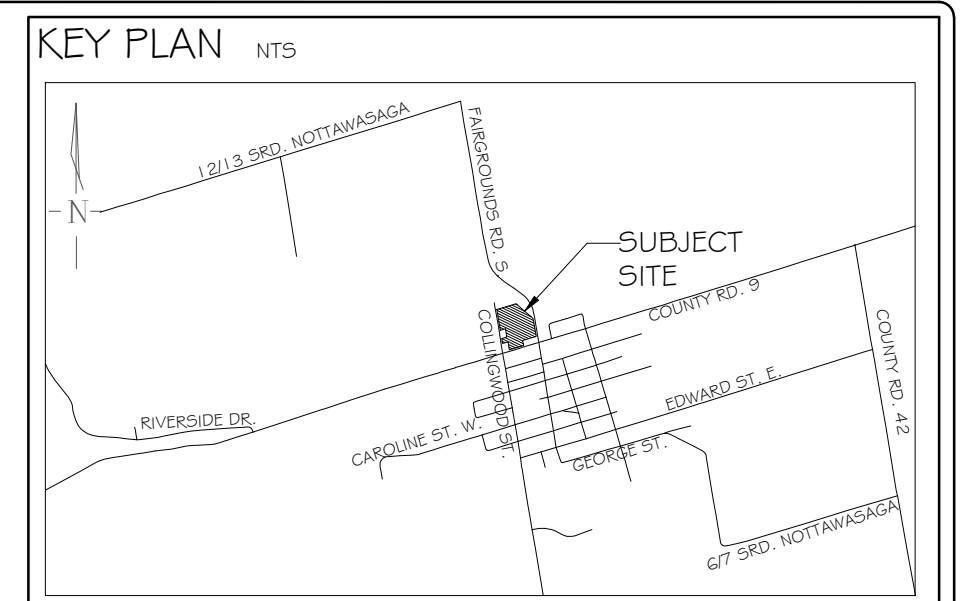 KEY PLAN NTS
12/13 SRD. NOTTAWASAGA
FAIRGROUNDS RD. S
N
SUBJECT
SITE
COUNTY RD. 9
COLLINGWOOD ST.
COUNTY RD. 42
EDWARD ST. E.
RIVERSIDE DR.
CAROLINE ST. W.
GEORGE ST.
6/7 SRD. NOTTAWASAGA